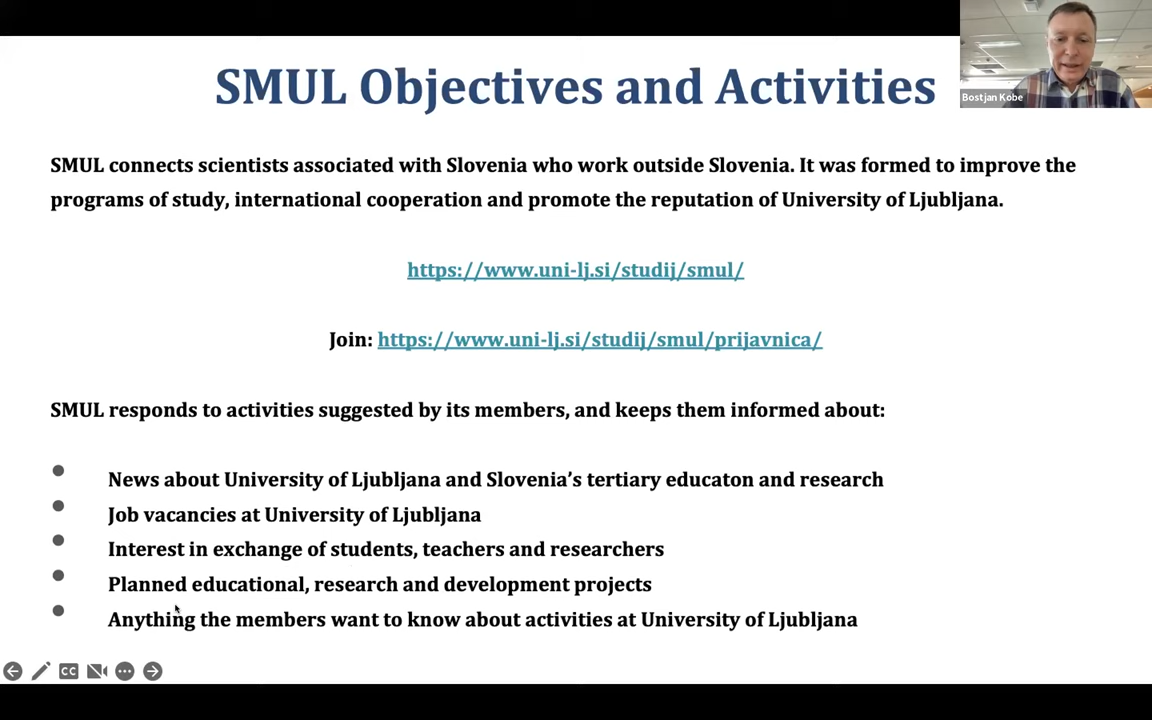 SMUL Objectives and Activities
Bostjan Kobe
SMUL connects scientists associated with Slovenia who work outside Slovenia. It was formed to improve the
programs of study, international cooperation and promote the reputation of University of Ljubljana.
https://www.uni-lj.si/studij/smul/
Join: https://www.uni-lj.si/studij/smul/prijavnica/
SMUL responds to activities suggested by its members, and keeps them informed about:
News about University of Ljubljana and Slovenia’s tertiary educaton and research
Job vacancies at University of Ljubljana
Interest in exchange of students, teachers and researchers
Planned educational, research and development projects
Anything the members want to know about activities at University of Ljubljana
CC